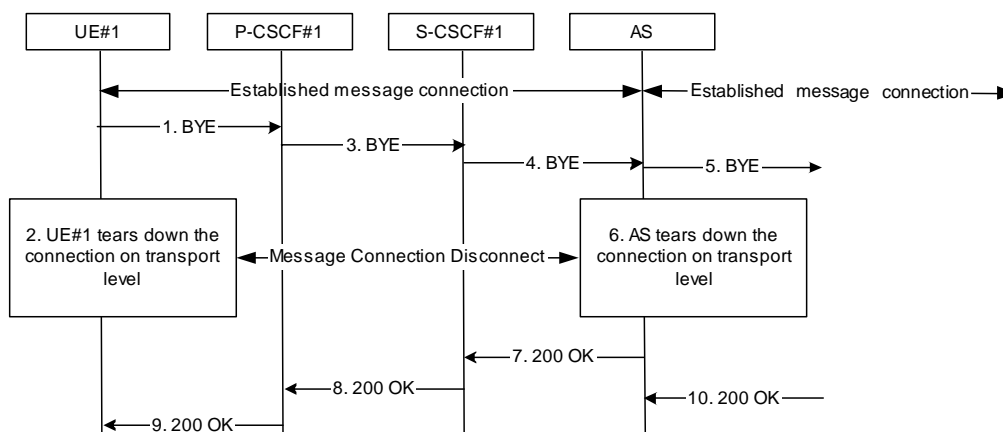 UE#1
P-CSCF#1
S-CSCF#1
AS
Established message connection
Established message connection
1. BYE
3. BYE
4. BYE
5. BYE
2. UE#1 tears down the
connection on transport
level
Message Connection Disconnect
6. AS tears down the
connection on transport
level
7. 200 OK
8. 200 OK
10. 200 OK
9. 200 OK